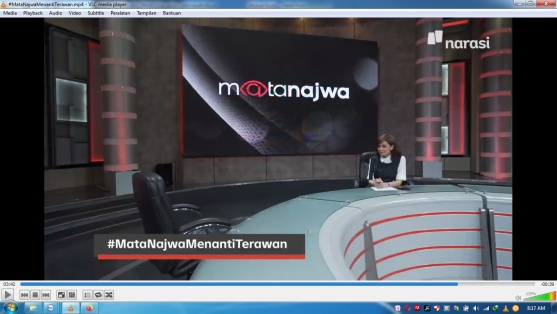 #MataNajwaMenantiTerawan.mp4 - VLC media player
Media Playback Audio Video Subtitle Peralatan Tampilan Bantuan
narasi
m@tanajwa
#MataNajwaMenantiTerawan
03:42
-00:39
8:37 AM